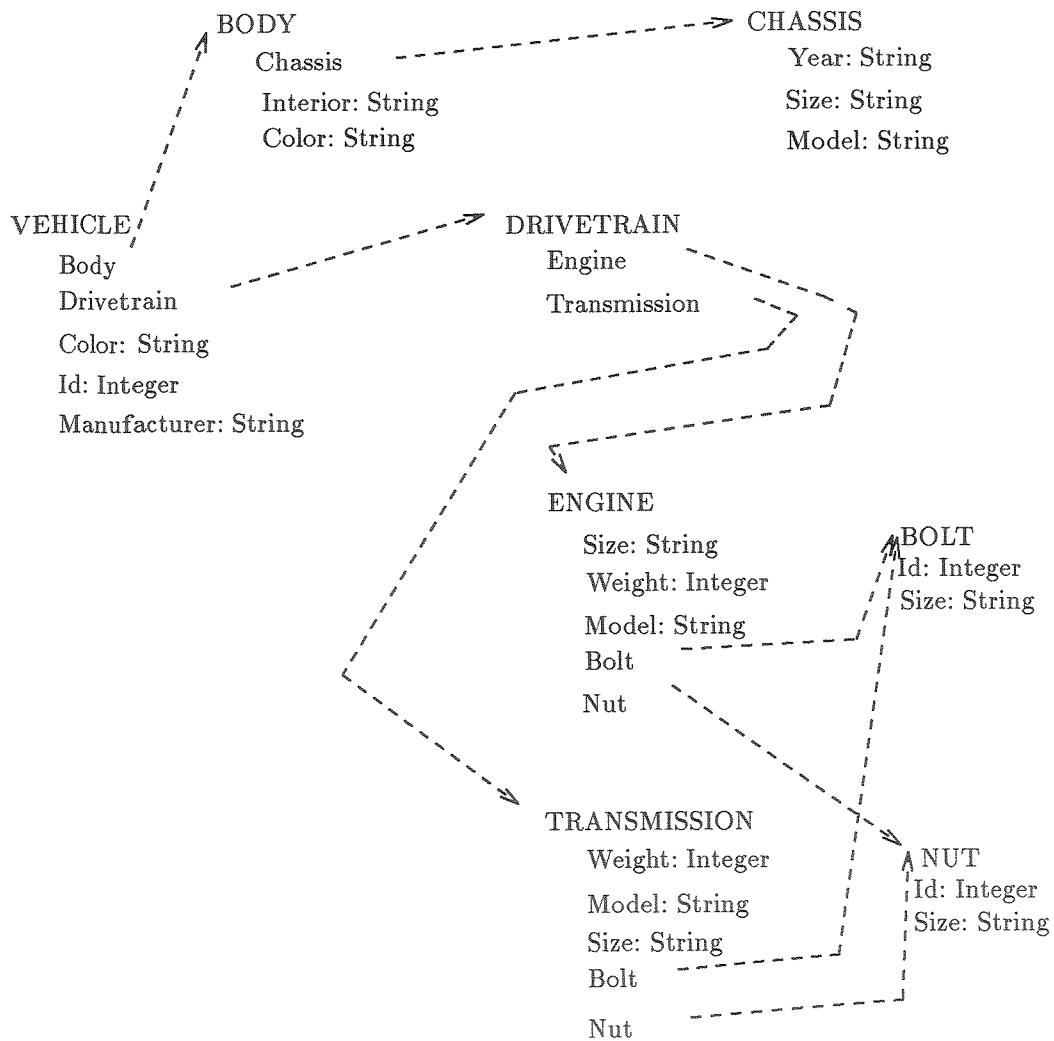 BODY
Chassis
Interior: String
Color: String
CHASSIS
Year: String
Size: String
Model: String
VEHICLE
Body
Drivetrain
Color: String
Id: Integer
Manufacturer: String
DRIVETRAIN
Engine
Transmission
ENGINE
Size: String
Weight: Integer
Model: String
Bolt
Nut
BOLT
Id: Integer
Size: String
TRANSMISSION
Weight: Integer
Model: String
Size: String
Bolt
Nut
NUT
Id: Integer
Size: String